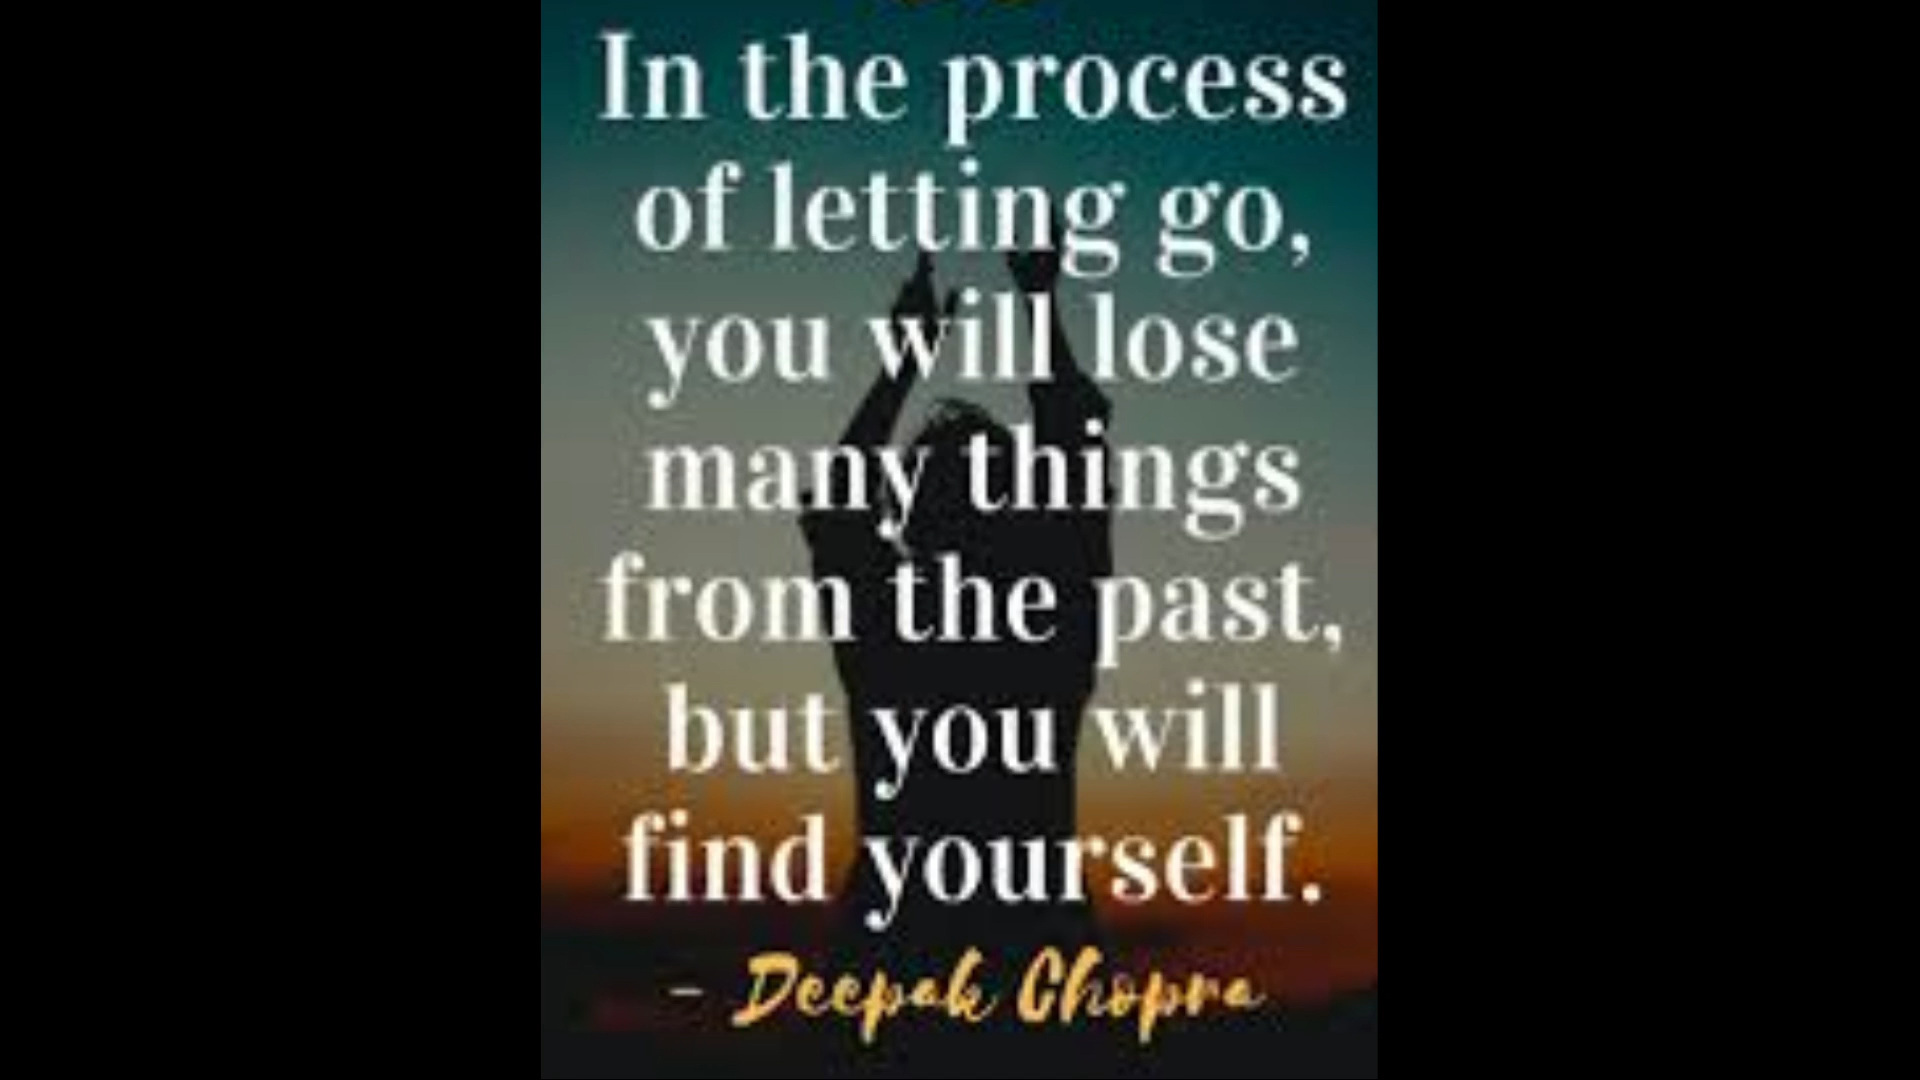 In the process
of letting go,
you will lose
many things
from the past,
but you will
find yourself.
- Deepak Chopra